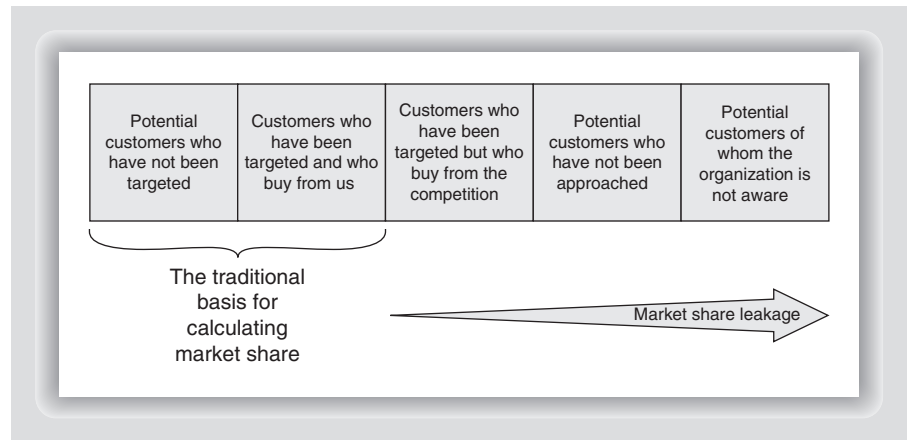 Potential
customers who
have not been
targeted
Customers who
have been
targeted and who
buy from us
Customers who
have been
targeted but who
buy from the
competition
Potential
customers who
have not been
approached
Potential
customers of
whom the
organization is
not aware
The traditional
basis for
calculating
market share
Market share leakage